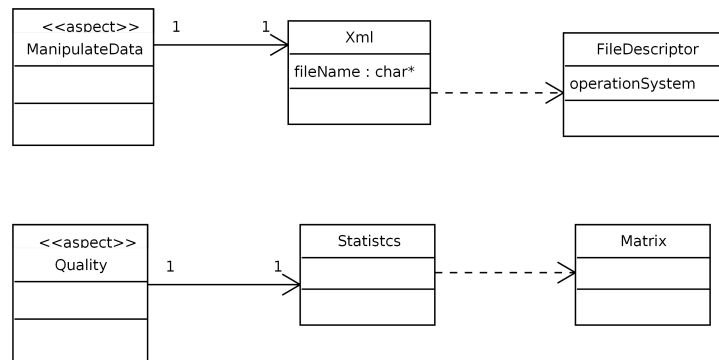 <<aspect>>
ManipulateData
1
1
Xml
fileName : char*
FileDescriptor
operationSystem
<<aspect>>
Quality
1
1
Statistcs
Matrix